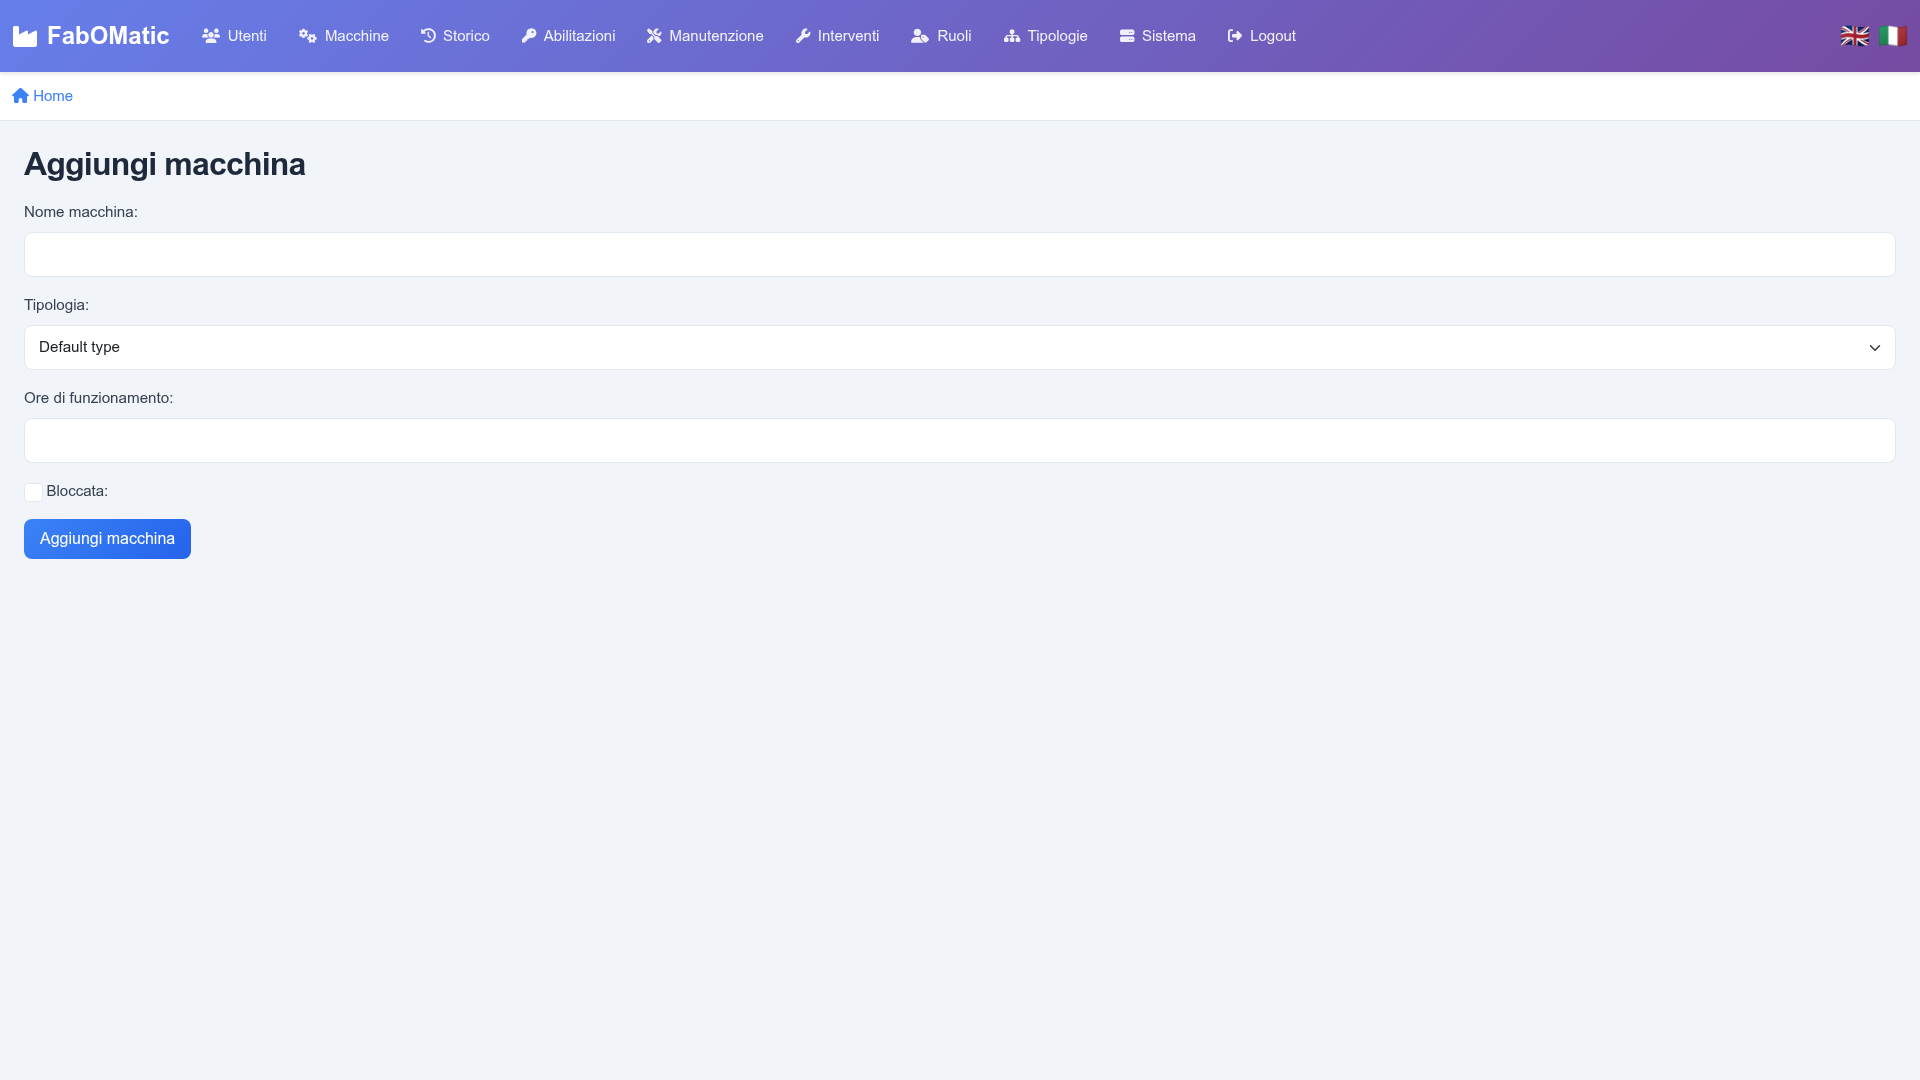 FabOMatic Utenti Macchine Storico Abilitazioni Manutenzione Interventi Ruoli Tipologie Sistema Logout
Home
Aggiungi macchina
Nome macchina:
Tipologia:
Default type
Ore di funzionamento:
Bloccata:
Aggiungi macchina